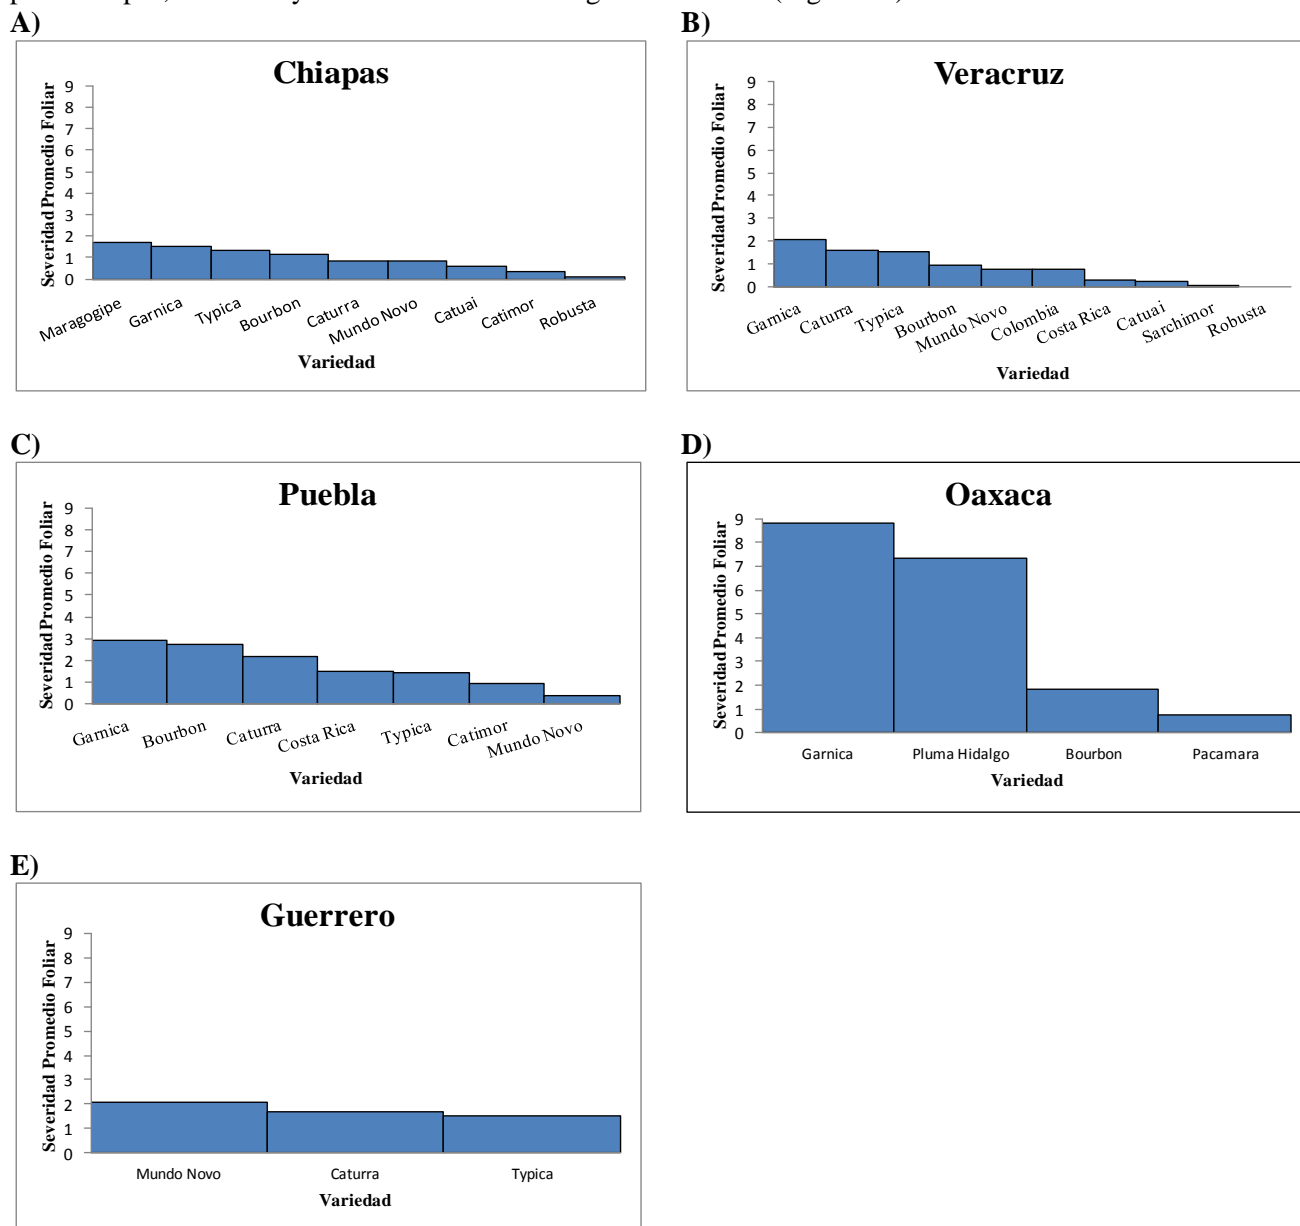 A)
Chiapas
Severidad Promedio Foliar
9
8
7
6
5
4
3
2
1
0
Maragogipe
Garnica
Typica
Bourbon
Caturra
Mundo Novo
Catuai
Catimor
Robusta
Variedad
B)
Veracruz
Severidad Promedio Foliar
9
8
7
6
5
4
3
2
1
0
Garnica
Caturra
Typica
Bourbon
Mundo Novo
Colombia
Costa Rica
Catuai
Sarchimor
Robusta
Variedad
C)
Puebla
Severidad Promedio Foliar
9
8
7
6
5
4
3
2
1
0
Garnica
Bourbon
Caturra
Costa Rica
Typica
Catimor
Mundo Novo
Variedad
D)
Oaxaca
Severidad Promedio Foliar
9
8
7
6
5
4
3
2
1
0
Garnica
Pluma Hidalgo
Bourbon
Pacamara
Variedad
E)
Guerrero
Severidad Promedio Foliar
9
8
7
6
5
4
3
2
1
0
Mundo Novo
Caturra
Typica
Variedad